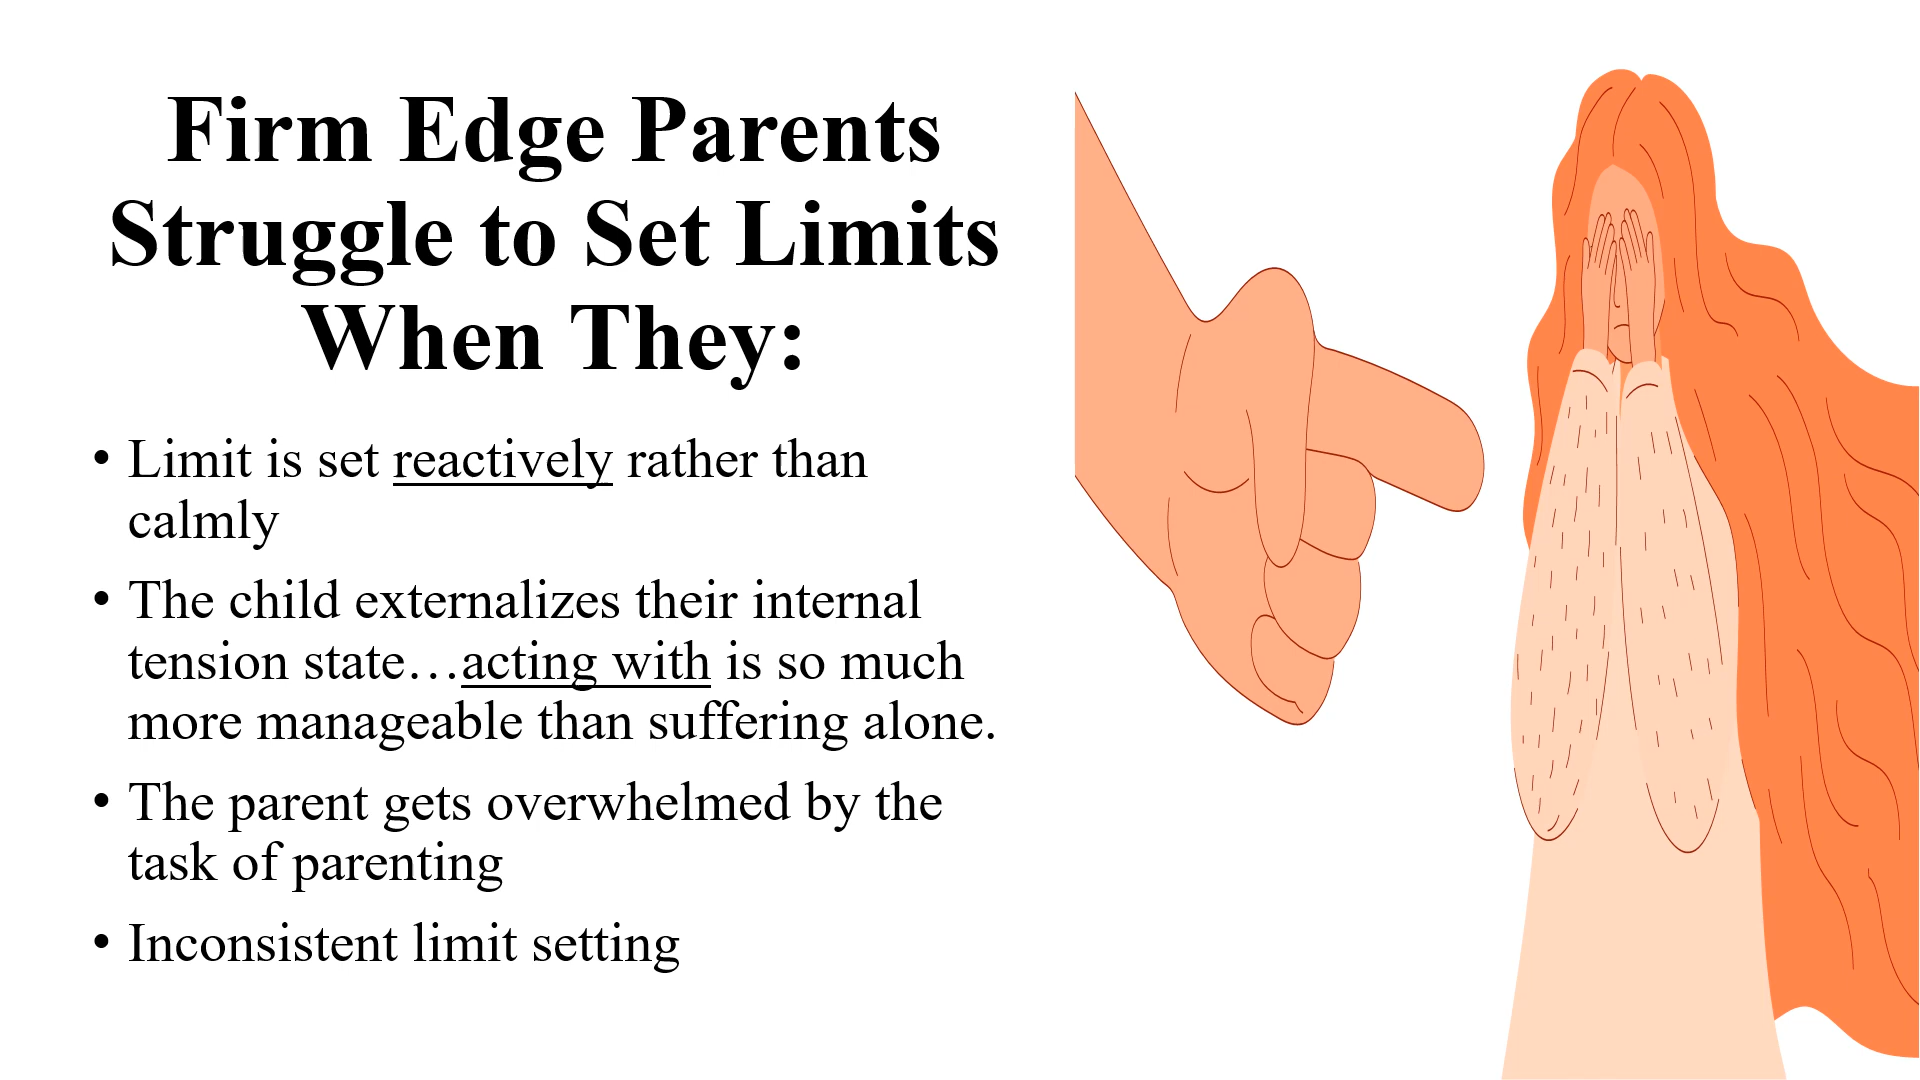 Firm Edge Parents
Struggle to Set Limits
When They:
• Limit is set reactively rather than
calmly
• The child externalizes their internal
tension state…acting with is so much
more manageable than suffering alone.
• The parent gets overwhelmed by the
task of parenting
• Inconsistent limit setting